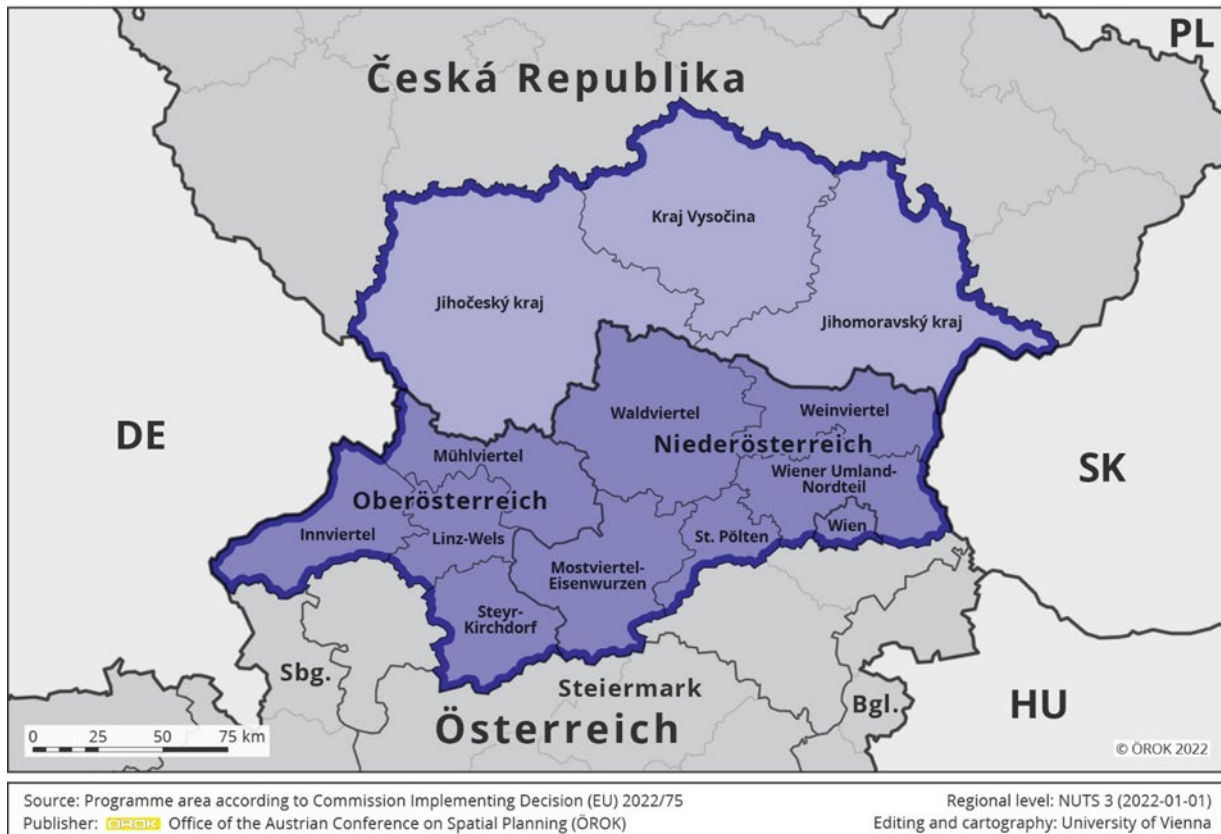 PL
Česká Republika
Kraj Vysočina
Jihočeský kraj
Jihomoravský kraj
DE
Waldviertel
Weinviertel
Niederösterreich
SK
Mühlviertel
Wiener Umland-
Nordteil
Oberösterreich
Innviertel
Linz-Wels
St. Pölten
Wien
Mostviertel-
Eisenwurzen
Steyr-
Kirchdorf
Sbg.
Steiermark
Bgl.
HU
Österreich
0 25 50 75 km
© ÖROK 2022
Source: Programme area according to Commission Implementing Decision (EU) 2022/75
Regional level: NUTS 3 (2022-01-01)
Publisher: ÖROK Office of the Austrian Conference on Spatial Planning (ÖROK)
Editing and cartography: University of Vienna